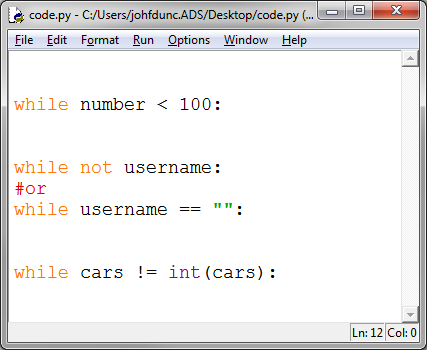 code.py - C:/Users/johfdunc.ADS/Desktop/code.py (...
File Edit Format Run Options Window Help
while number < 100:
while not username:
#or
while username == "":
while cars != int(cars):
Ln: 12 Col: 0